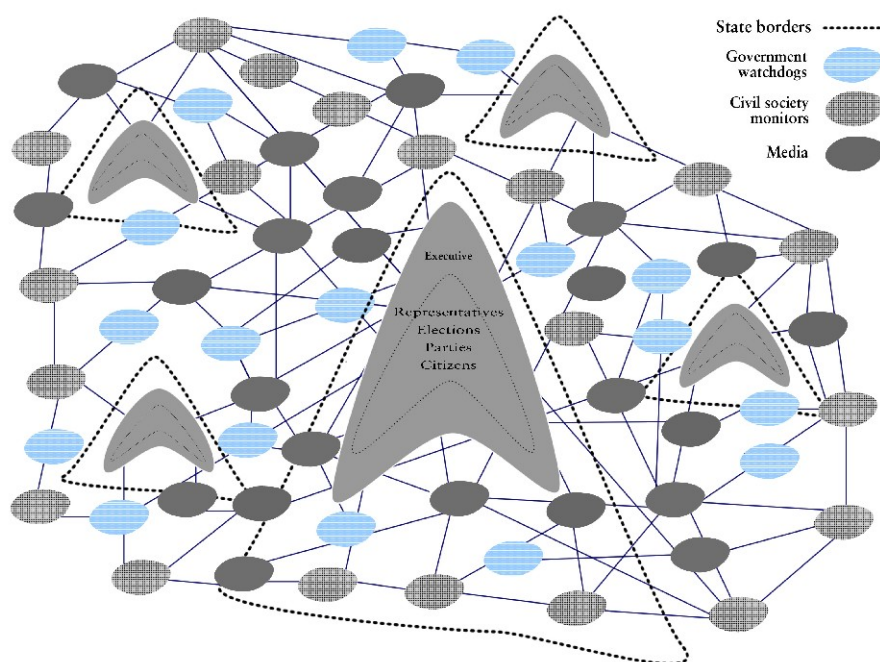 State borders
Government
watchdogs
Civil society
monitors
Media
Executive
Representatives
Elections
Parties
Citizens